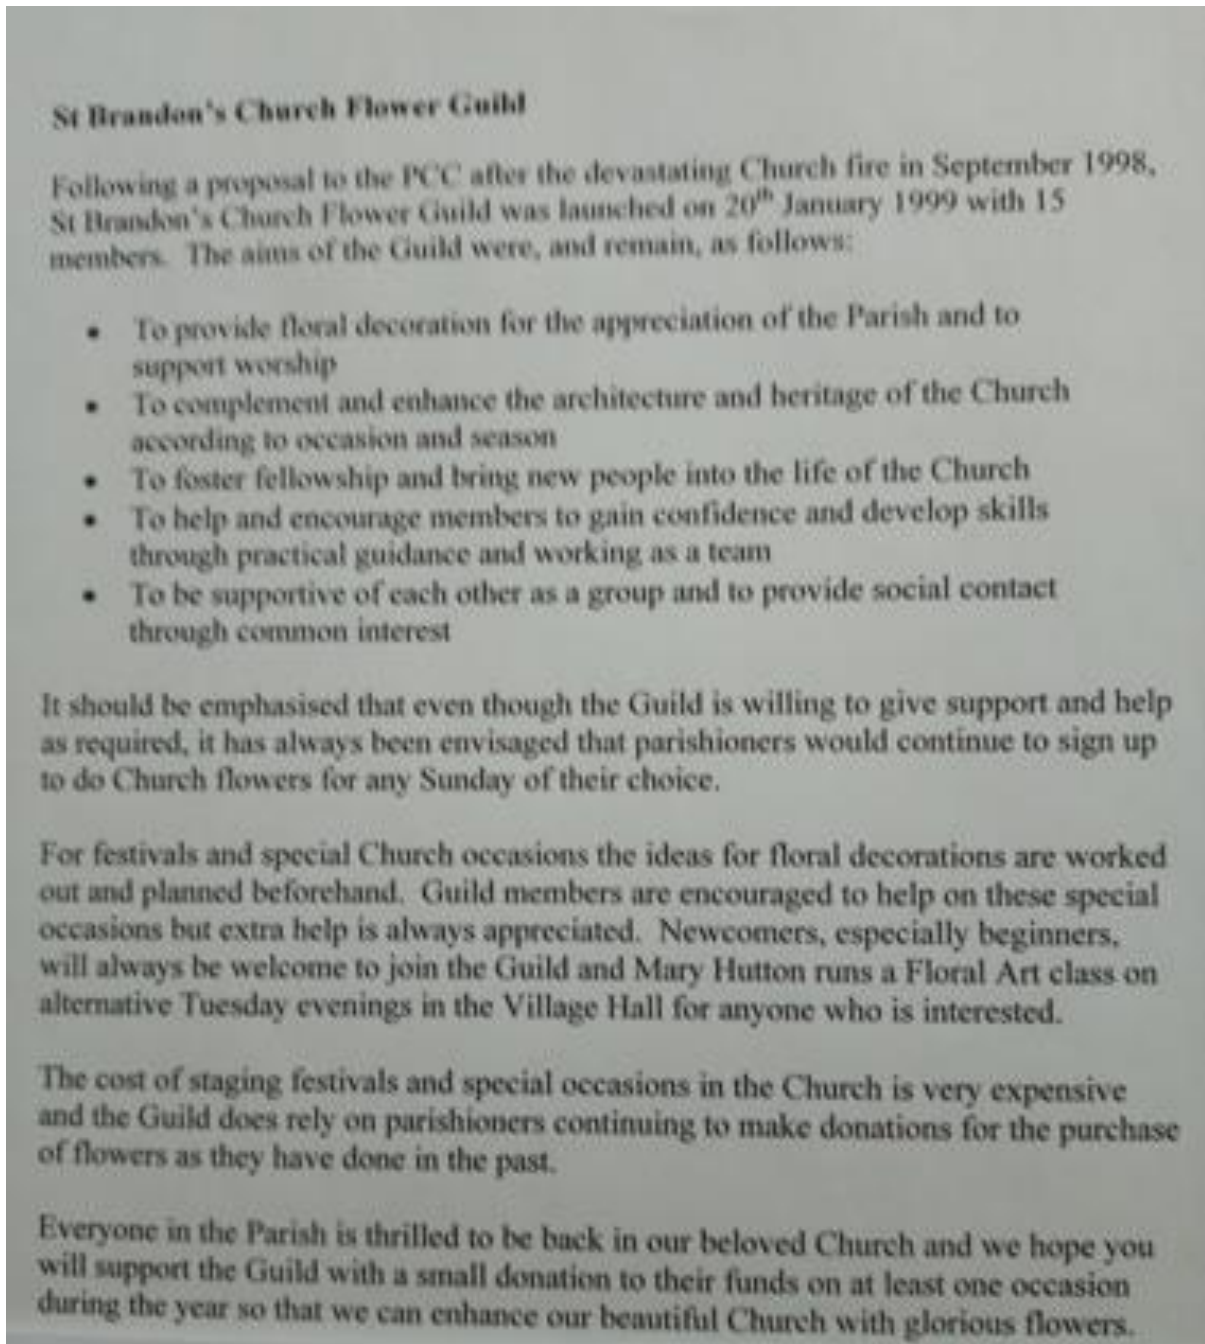 St Brandon's Church Flower Guild
Following a proposal to the PCC after the devastating Church fire in September 1998,
St Brandon's Church Flower Guild was launched on 20th January 1999 with 15
members. The aims of the Guild were, and remain, as follows:
• To provide floral decoration for the appreciation of the Parish and to
support worship
• To complement and enhance the architecture and heritage of the Church
according to occasion and season
• To foster fellowship and bring new people into the life of the Church
• To help and encourage members to gain confidence and develop skills
through practical guidance and working as a team
• To be supportive of each other as a group and to provide social contact
through common interest
It should be emphasised that even though the Guild is willing to give support and help
as required, it has always been envisaged that parishioners would continue to sign up
to do Church flowers for any Sunday of their choice.
For festivals and special Church occasions the ideas for floral decorations are worked
out and planned beforehand. Guild members are encouraged to help on these special
occasions but extra help is always appreciated. Newcomers, especially beginners,
will always be welcome to join the Guild and Mary Hutton runs a Floral Art class on
alternative Tuesday evenings in the Village Hall for anyone who is interested.
The cost of staging festivals and special occasions in the Church is very expensive
and the Guild does rely on parishioners continuing to make donations for the purchase
of flowers as they have done in the past.
Everyone in the Parish is thrilled to be back in our beloved Church and we hope you
will support the Guild with a small donation to their funds on at least one occasion
during the year so that we can enhance our beautiful Church with glorious flowers.